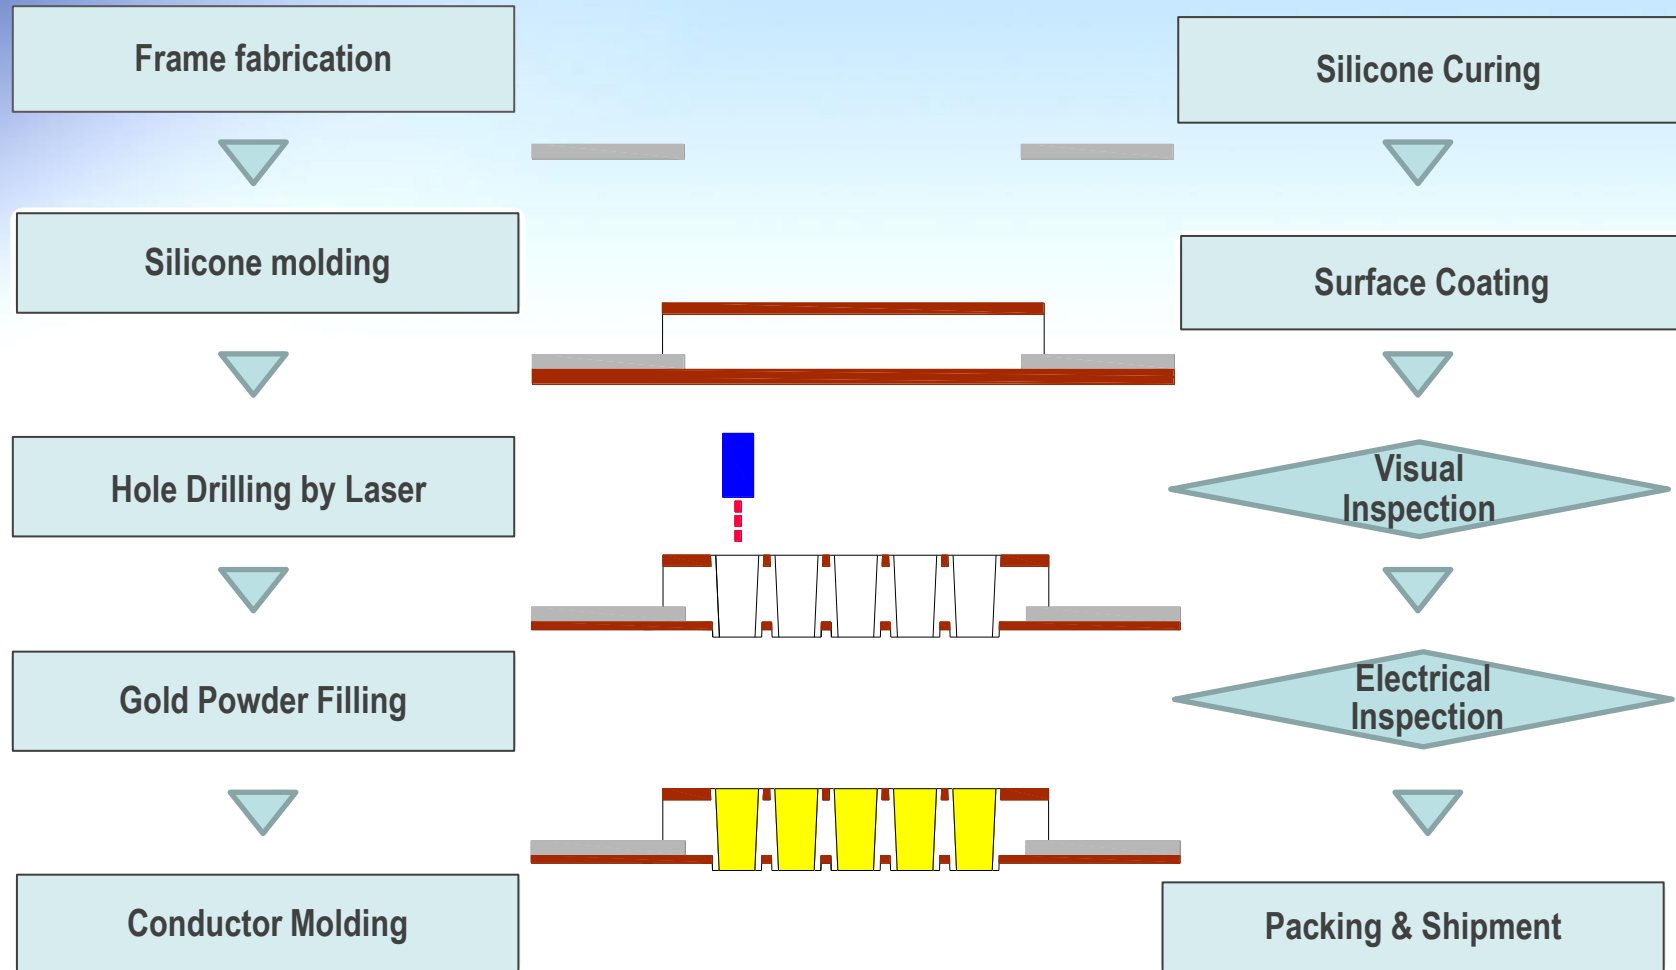 Frame fabrication
Silicone molding
Hole Drilling by Laser
Gold Powder Filling
Conductor Molding
Silicone Curing
Surface Coating
Visual
Inspection
Electrical
Inspection
Packing & Shipment